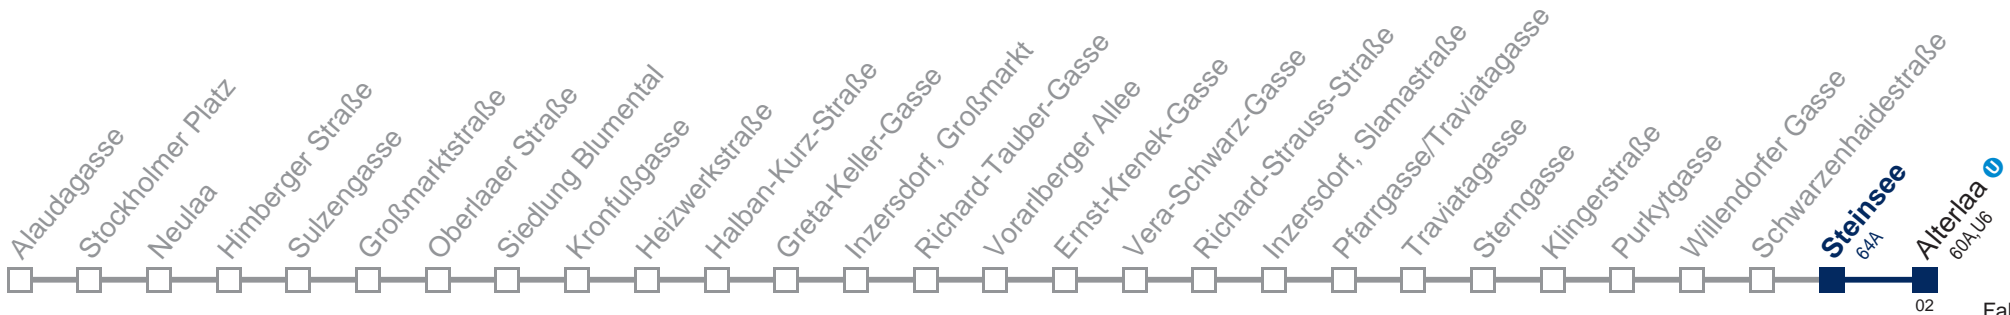 Alaudagasse
Stockholmer Platz
Neulaa
Himberger Straße
Sulzengasse
Großmarktstraße
Oberlaaer Straße
Siedlung Blumental
Kronfußgasse
Heizwerkstraße
Halban-Kurz-Straße
Greta-Keller-Gasse
Inzersdorf, Großmarkt
Richard-Tauber-Gasse
Vorarlberger Allee
Ernst-Krenek-Gasse
Vera-Schwarz-Gasse
Richard-Strauss-Straße
Inzersdorf, Slamastraße
Pfarrgasse/Traviatagasse
Traviatagasse
Sterngasse
Klingerstraße
Purkytgasse
Willendorfer Gasse
Schwarzenhaidestraße
Steinsee
64A
Alterlaa U
60A,U6
02